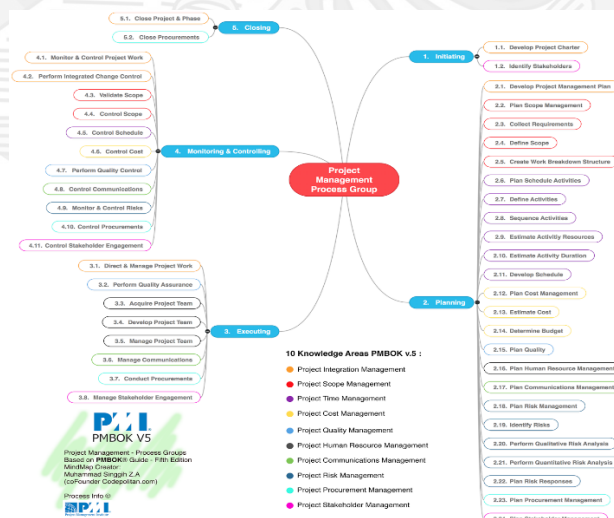 5.1. Close Project & Phase
5.2. Close Procurements
5. Closing
4.1. Monitor & Control Project Work
4.2. Perform Integrated Change Control
4.3. Validate Scope
4.4. Control Scope
4.5. Control Schedule
4.6. Control Cost
4.7. Perform Quality Control
4.8. Control Communications
4.9. Monitor & Control Risks
4.10. Control Procurements
4.11. Control Stakeholder Engagement
4. Monitoring & Controlling
3.1. Direct & Manage Project Work
3.2. Perform Quality Assurance
3.3. Acquire Project Team
3.4. Develop Project Team
3.5. Manage Project Team
3.6. Manage Communications
3.7. Conduct Procurements
3.8. Manage Stakeholder Engagement
3. Executing
Project
Management
Process Group
1. Initiating
1.1. Develop Project Charter
1.2. Identify Stakeholders
2. Planning
2.1. Develop Project Management Plan
2.2. Plan Scope Management
2.3. Collect Requirements
2.4. Define Scope
2.5. Create Work Breakdown Structure
2.6. Plan Schedule Activities
2.7. Define Activities
2.8. Sequence Activities
2.9. Estimate Activitiy Resources
2.10. Estimate Activity Duration
2.11. Develop Schedule
2.12. Plan Cost Management
2.13. Estimate Cost
2.14. Determine Budget
2.15. Plan Quality
2.16. Plan Human Resource Management
2.17. Plan Communications Management
2.18. Plan Risk Management
2.19. Identify Risks
2.20. Perform Qualitative Risk Analysis
2.21. Perform Quantitative Risk Analysis
2.22. Plan Risk Responses
2.23. Plan Procurement Management
10 Knowledge Areas PMBOK v.5 :
Project Integration Management
Project Scope Management
Project Time Management
Project Cost Management
Project Quality Management
Project Human Resource Management
Project Communications Management
Project Risk Management
Project Procurement Management
Project Stakeholder Management
PMI
PMBOK V5
Project Management - Process Groups
Based on PMBOK® Guide - Fifth Edition
MindMap Creator:
Muhammad Singgih Z.A
(coFounder Codepolitan.com)
Process Info ©
PMI